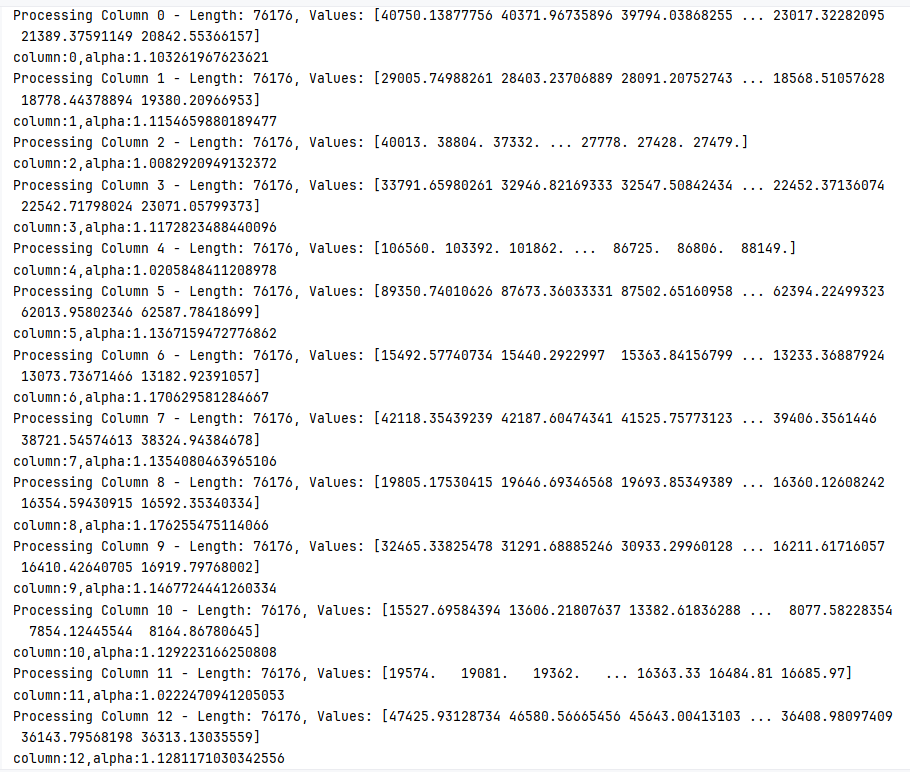 Processing Column 0 - Length: 76176, Values: [40750.13877756 40371.96735896 39794.03868255 ... 23017.32282095
 21389.37591149 20842.55366157]
column:0,alpha:1.103261967623621
Processing Column 1 - Length: 76176, Values: [29005.74988261 28403.23706889 28091.20752743 ... 18568.51057628
 18778.44378894 19380.20966953]
column:1,alpha:1.1154659880189477
Processing Column 2 - Length: 76176, Values: [40013. 38804. 37332. ... 27778. 27428. 27479.]
column:2,alpha:1.0082920949132372
Processing Column 3 - Length: 76176, Values: [33791.65980261 32946.82169333 32547.50842434 ... 22452.37136074
 22542.71798024 23071.05799373]
column:3,alpha:1.1172823488440096
Processing Column 4 - Length: 76176, Values: [106560. 103392. 101862. ...  86725.  86806.  88149.]
column:4,alpha:1.0205848411208978
Processing Column 5 - Length: 76176, Values: [89350.74010626 87673.36033331 87502.65160958 ... 62394.22499323
 62013.95802346 62587.78418699]
column:5,alpha:1.1367159472776862
Processing Column 6 - Length: 76176, Values: [15492.57740734 15440.2922997  15363.84156799 ... 13233.36887924
 13073.73671466 13182.92391057]
column:6,alpha:1.170629581284667
Processing Column 7 - Length: 76176, Values: [42118.35439239 42187.60474341 41525.75773123 ... 39406.3561446
 38721.54574613 38324.94384678]
column:7,alpha:1.1354080463965106
Processing Column 8 - Length: 76176, Values: [19805.17530415 19646.69346568 19693.85349389 ... 16360.12608242
 16354.59430915 16592.35340334]
column:8,alpha:1.176255475114066
Processing Column 9 - Length: 76176, Values: [32465.33825478 31291.68885246 30933.29960128 ... 16211.61716057
 16410.42640705 16919.79768002]
column:9,alpha:1.1467724441260334
Processing Column 10 - Length: 76176, Values: [15527.69584394 13606.21807637 13382.61836288 ...  8077.58228354
  7854.12445544  8164.86780645]
column:10,alpha:1.129223166250808
Processing Column 11 - Length: 76176, Values: [19574.   19081.   19362.   ... 16363.33 16484.81 16685.97]
column:11,alpha:1.0222470941205053
Processing Column 12 - Length: 76176, Values: [47425.93128734 46580.56665456 45643.00413103 ... 36408.98097409
 36143.79568198 36313.13035559]
column:12,alpha:1.1281171030342556